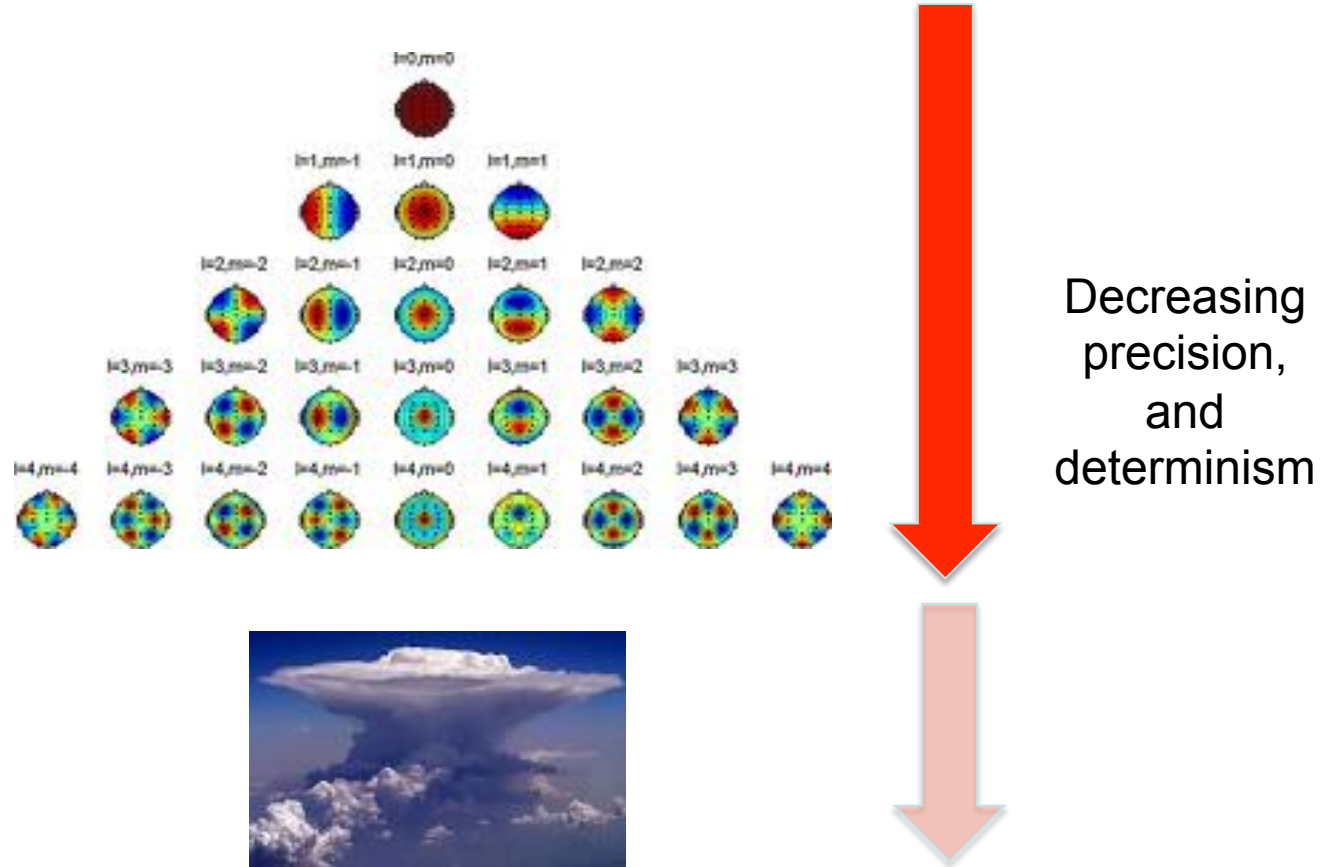 l=0,m=0
l=1,m=-1 l=1,m=0 l=1,m=1
l=2,m=-2 l=2,m=-1 l=2,m=0 l=2,m=1 l=2,m=2
l=3,m=-3 l=3,m=-2 l=3,m=-1 l=3,m=0 l=3,m=1 l=3,m=2 l=3,m=3
l=4,m=-4 l=4,m=-3 l=4,m=-2 l=4,m=-1 l=4,m=0 l=4,m=1 l=4,m=2 l=4,m=3 l=4,m=4
Decreasing
precision,
and
determinism